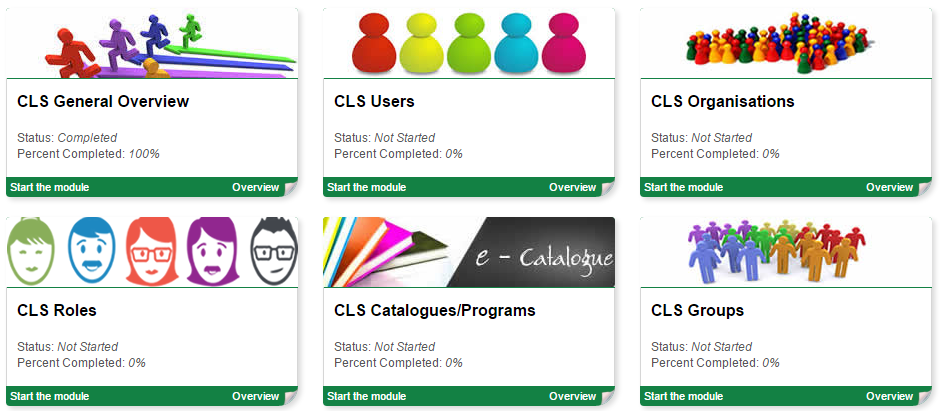 CLS General Overview
Status: Completed
Percent Completed: 100%
Start the module Overview
CLS Users
Status: Not Started
Percent Completed: 0%
Start the module Overview
CLS Organisations
Status: Not Started
Percent Completed: 0%
Start the module Overview
CLS Roles
Status: Not Started
Percent Completed: 0%
Start the module Overview
e - Catalogue
CLS Catalogues/Programs
Status: Not Started
Percent Completed: 0%
Start the module Overview
CLS Groups
Status: Not Started
Percent Completed: 0%
Start the module Overview